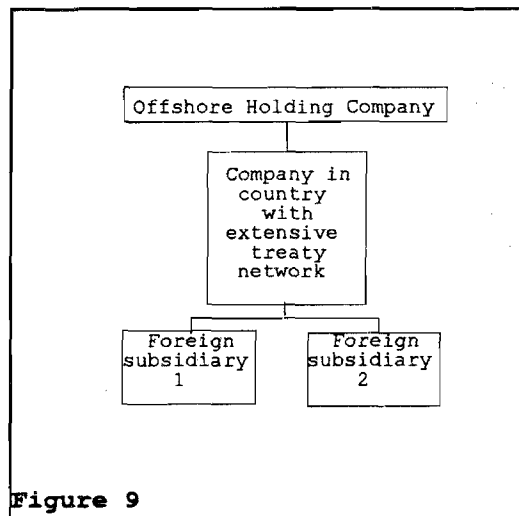 Offshore Holding Company
Company in
country
with
extensive
treaty
network
Foreign
subsidiary
1
Foreign
subsidiary
2
Figure 9